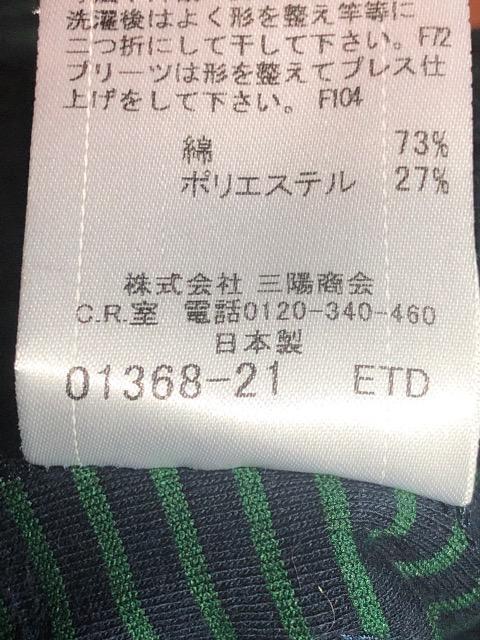 洗濯後はよく形を整え竿等に
二つ折にして干して下さい。F72
プリーツは形を整えてプレス仕
上げをして下さい。 F104
綿 73%
ポリエステル 27%
株式会社 三陽商会
C.R.室 電話0120-340-460
日本製
01368-21 ETD